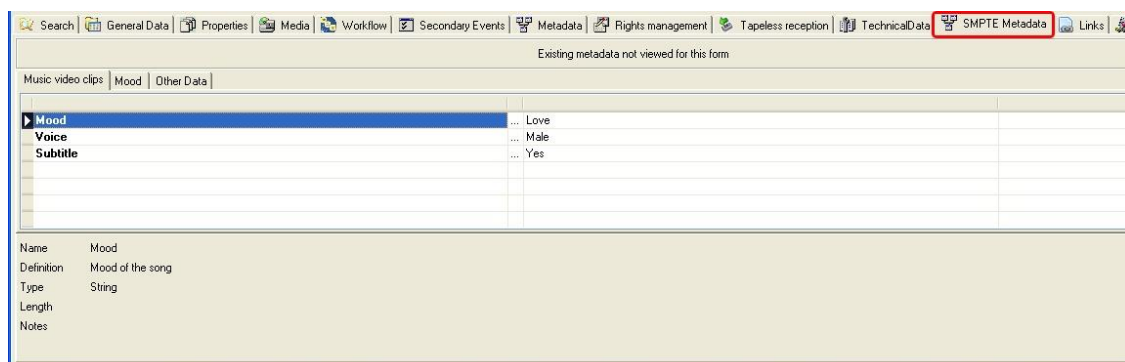 Search General Data Properties Media Workflow Secondary Events Metadata Rights management Tapeless reception TechnicalData SMPTE Metadata Links
Existing metadata not viewed for this form
Music video clips Mood Other Data
Mood ... Love
Voice ... Male
Subtitle ... Yes
Name Mood
Definition Mood of the song
Type String
Length
Notes